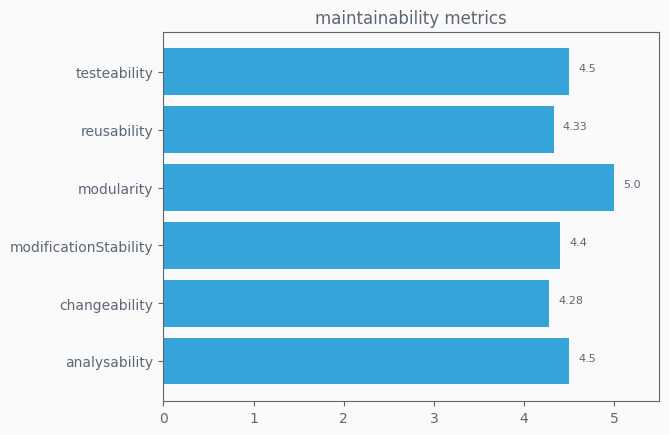 maintainability metrics
testeability
4.5
reusability
4.33
modularity
5.0
modificationStability
4.4
changeability
4.28
analysability
4.5
0 1 2 3 4 5